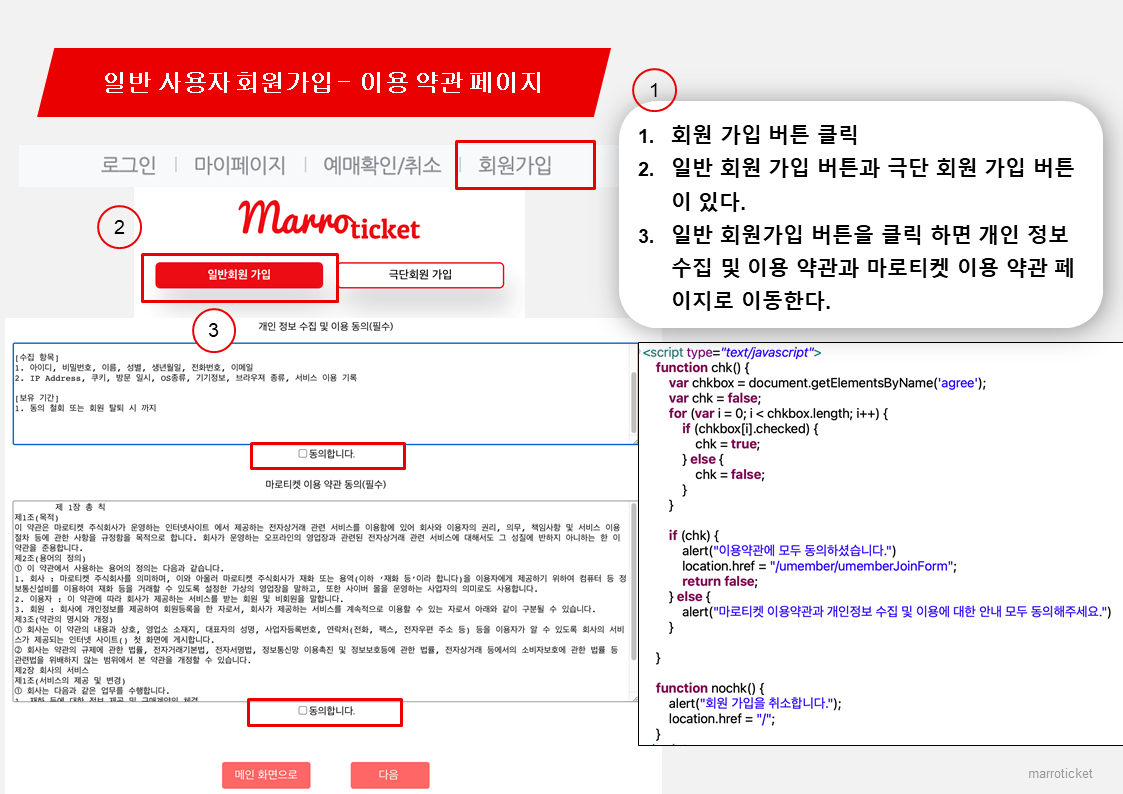 일반 사용자 회원가입 – 이용 약관 페이지
1
1. 회원 가입 버튼 클릭
2. 일반 회원 가입 버튼과 극단 회원 가입 버튼
이 있다.
3. 일반 회원가입 버튼을 클릭 하면 개인 정보
수집 및 이용 약관과 마로티켓 이용 약관 페
이지로 이동한다.
로그인 | 마이페이지 | 예매확인/취소 | 회원가입
2
Marroticket
일반회원 가입 극단회원 가입
3
개인 정보 수집 및 이용 동의(필수)
[수집 항목]
1. 아이디, 비밀번호, 이름, 성별, 생년월일, 전화번호, 이메일
2. IP Address, 쿠키, 방문 일시, OS종류, 기기정보, 브라우져 종류, 서비스 이용 기록
[보유 기간]
1. 동의 철회 또는 회원 탈퇴 시 까지
동의합니다.
마로티켓 이용 약관 동의(필수)
제 1장 총 칙
제1조(목적)
이 약관은 마로티켓 주식회사가 운영하는 인터넷사이트 에서 제공하는 전자상거래 관련 서비스를 이용함에 있어 회사와 이용자의 권리, 의무, 책임사항 및 서비스 이용
절차 등에 관한 사항을 규정함을 목적으로 합니다. 회사가 운영하는 오프라인의 영업장과 관련된 전자상거래 관련 서비스에 대해서도 그 성질에 반하지 아니하는 한 이
약관을 준용합니다.
제2조(용어의 정의)
① 이 약관에서 사용하는 용어의 정의는 다음과 같습니다.
1. 회사 : 마로티켓 주식회사를 의미하며, 이와 아울러 마로티켓 주식회사가 재화 또는 용역(이하 '재화 등'이라 합니다)을 이용자에게 제공하기 위하여 컴퓨터 등 정
보통신설비를 이용하여 재화 등을 거래할 수 있도록 설정한 가상의 영업장을 말하고, 또한 사이버 몰을 운영하는 사업자의 의미로도 사용합니다.
2. 이용자 : 이 약관에 따라 회사가 제공하는 서비스를 받는 회원 및 비회원을 말합니다.
3. 회원 : 회사에 개인정보를 제공하여 회원등록을 한 자로서, 회사가 제공하는 서비스를 계속적으로 이용할 수 있는 자로서 아래와 같이 구분될 수 있습니다.
제3조(약관의 명시와 개정)
① 회사는 이 약관의 내용과 상호, 영업소 소재지, 대표자의 성명, 사업자등록번호, 연락처(전화, 팩스, 전자우편 주소 등) 등을 이용자가 알 수 있도록 회사의 서비
스가 제공되는 인터넷 사이트() 첫 화면에 게시합니다.
② 회사는 약관의 규제에 관한 법률, 전자거래기본법, 전자서명법, 정보통신망 이용촉진 및 정보보호등에 관한 법률, 전자상거래 등에서의 소비자보호에 관한 법률 등
관련법을 위배하지 않는 범위에서 본 약관을 개정할 수 있습니다.
제2장 회사의 서비스
제1조(서비스의 제공 및 변경)
① 회사는 다음과 같은 업무를 수행합니다.
1. 재화 등에 대한 정보 제공 및 구매계약의 체결
동의합니다.
메인 화면으로 다음
<script type="text/javascript">
function chk() {
var chkbox = document.getElementsByName('agree');
var chk = false;
for (var i = 0; i < chkbox.length; i++) {
if (chkbox[i].checked) {
chk = true;
} else {
chk = false;
}
}
if (chk) {
alert("이용약관에 모두 동의하셨습니다.")
location.href = "/umember/umemberJoinForm";
return false;
} else {
alert("마로티켓 이용약관과 개인정보 수집 및 이용에 대한 안내 모두 동의해주세요.")
}
}
function nochk() {
alert("회원 가입을 취소합니다.");
location.href = "/";
}
marroticket